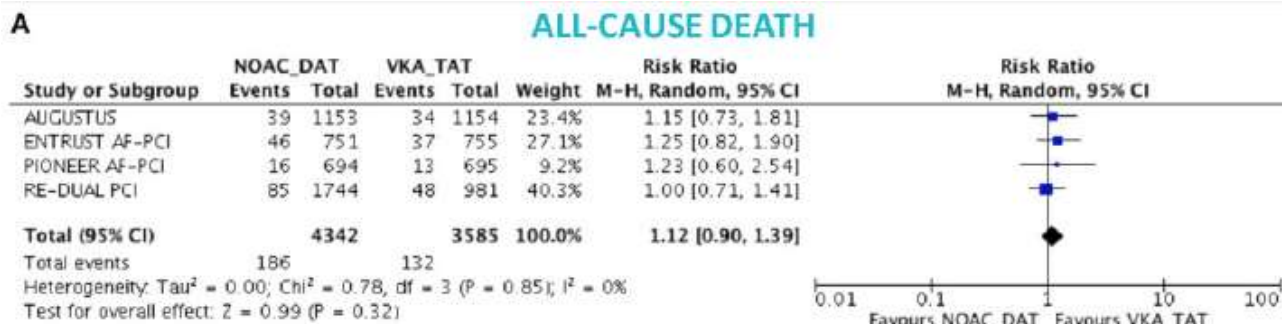 A
ALL-CAUSE DEATH
NOAC_DAT VKA_TAT Risk Ratio Risk Ratio
Study or Subgroup Events Total Events Total Weight M-H, Random, 95% CI M-H, Random, 95% CI
AUGUSTUS 39 1153 34 1154 23.4% 1.15 [0.73, 1.81]
ENTRUST AF-PCI 46 751 37 755 27.1% 1.25 [0.82, 1.90]
PIONEER AF-PCI 16 694 13 695 9.2% 1.23 [0.60, 2.54]
RE-DUAL PCI 85 1744 48 981 40.3% 1.00 [0.71, 1.41]
Total (95% CI) 4342 3585 100.0% 1.12 [0.90, 1.39]
Total events 186 132
Heterogeneity: Tau² = 0.00; Chi² = 0.78, df = 3 (P = 0.85); I² = 0%
Test for overall effect: Z = 0.99 (P = 0.32)
0.01 0.1 1 10 100
Favours NOAC_DAT Favours VKA_TAT